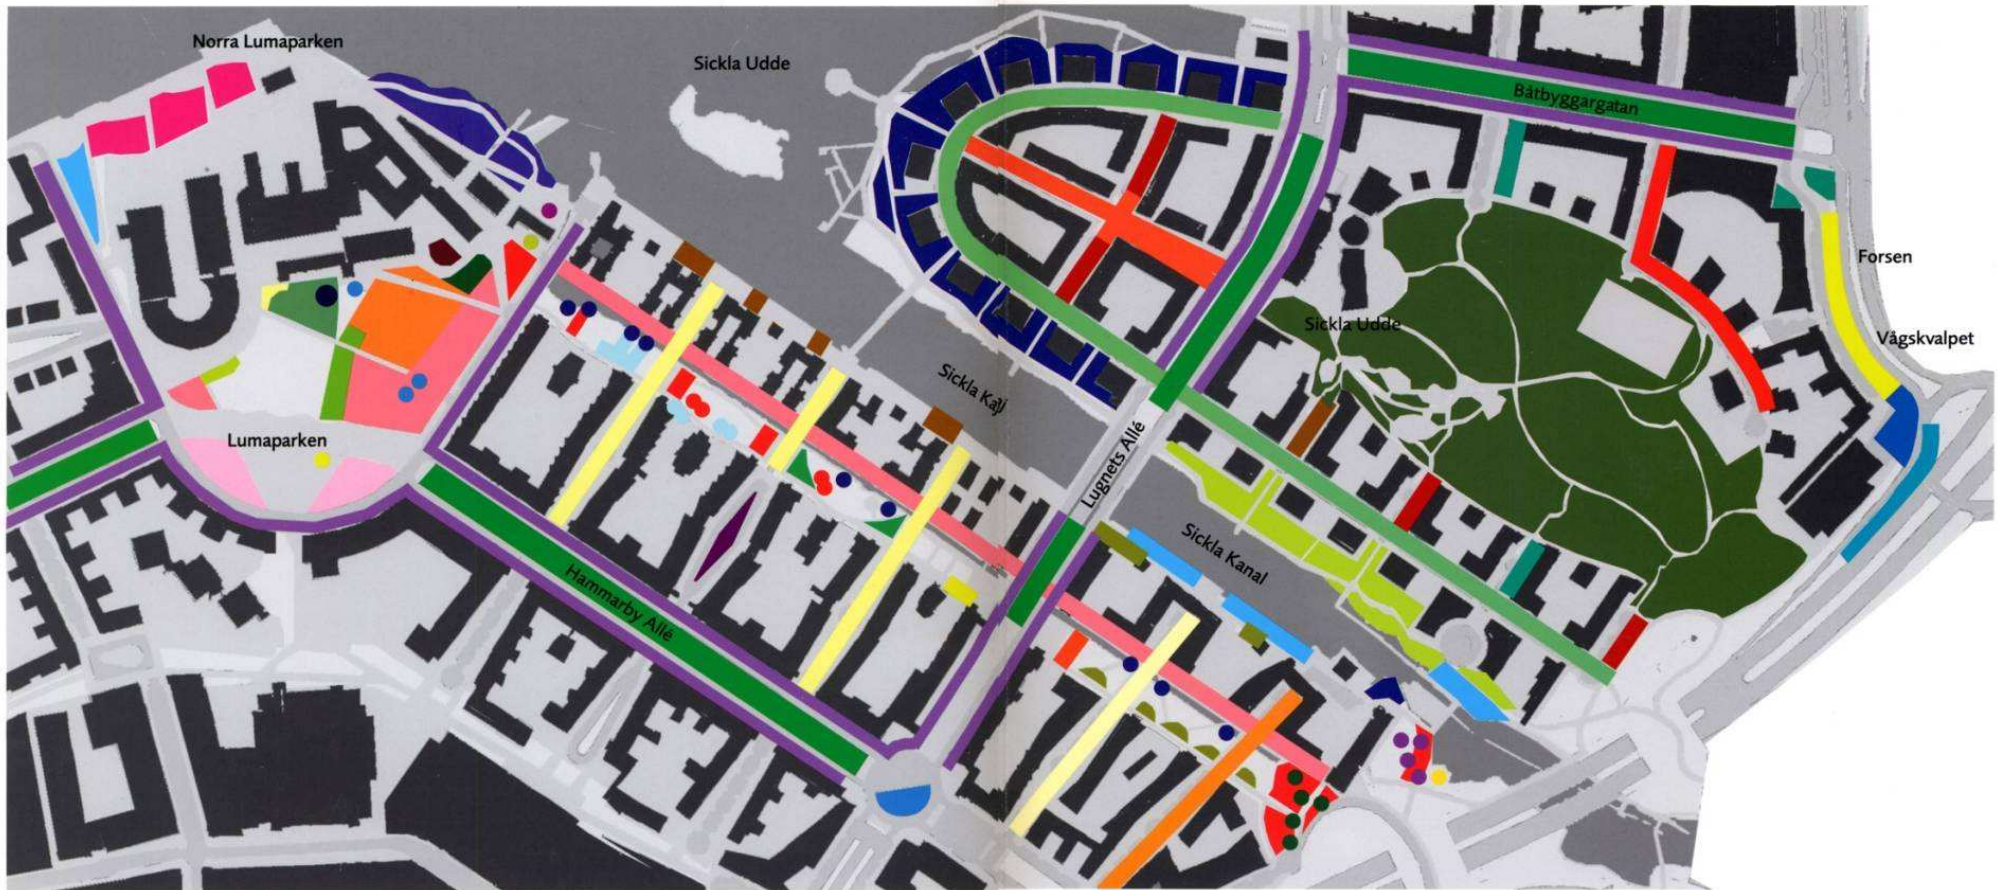 Norra Lumaparken
Sickla Udde
Båtbyggargatan
Forsen
Sickla Udde
Vågskvalpet
Sickla Kaj
Lumaparken
Lugnets Allé
Sickla Kanal
Hammarby Allé